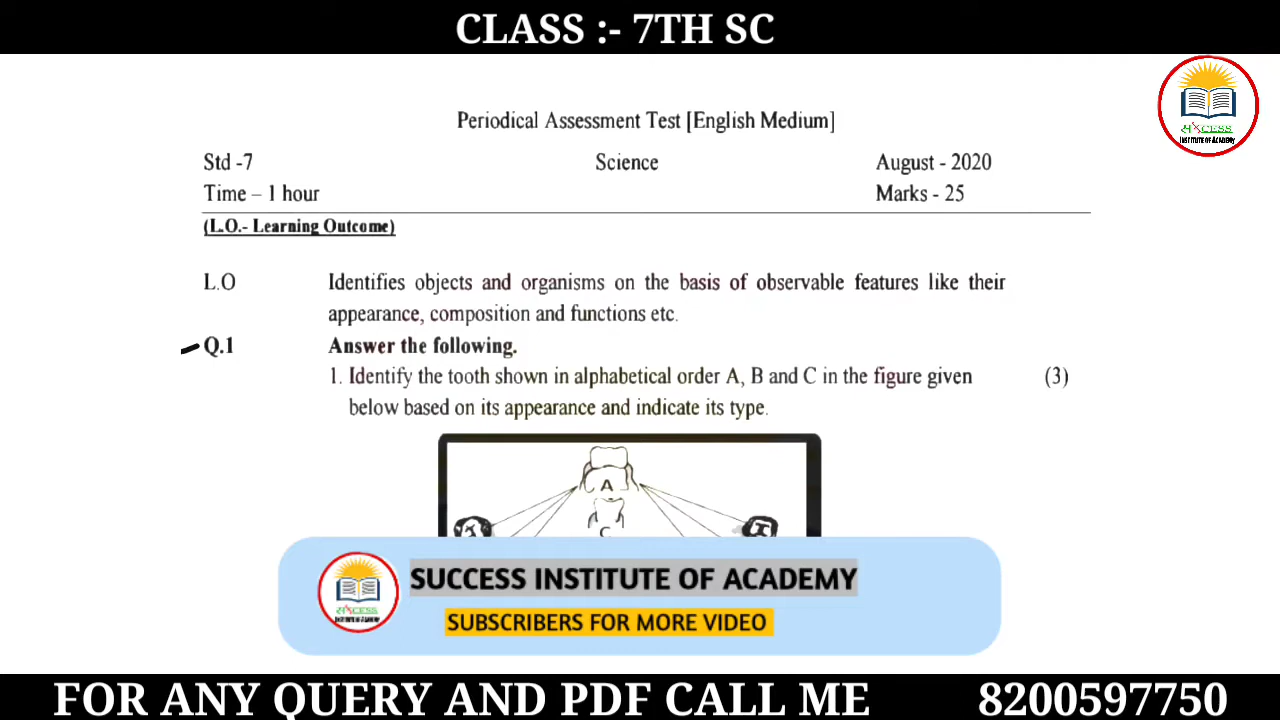 CLASS :- 7TH SC
INSTITUTE OF ACADEMY
Periodical Assessment Test [English Medium]
Std -7 Science August - 2020
Time – 1 hour Marks - 25
(L.O.- Learning Outcome)
L.O Identifies objects and organisms on the basis of observable features like their
appearance, composition and functions etc.
Q.1 Answer the following.
1. Identify the tooth shown in alphabetical order A, B and C in the figure given (3)
below based on its appearance and indicate its type.
A
C
SUCCESS INSTITUTE OF ACADEMY
SUBSCRIBERS FOR MORE VIDEO
FOR ANY QUERY AND PDF CALL ME 8200597750